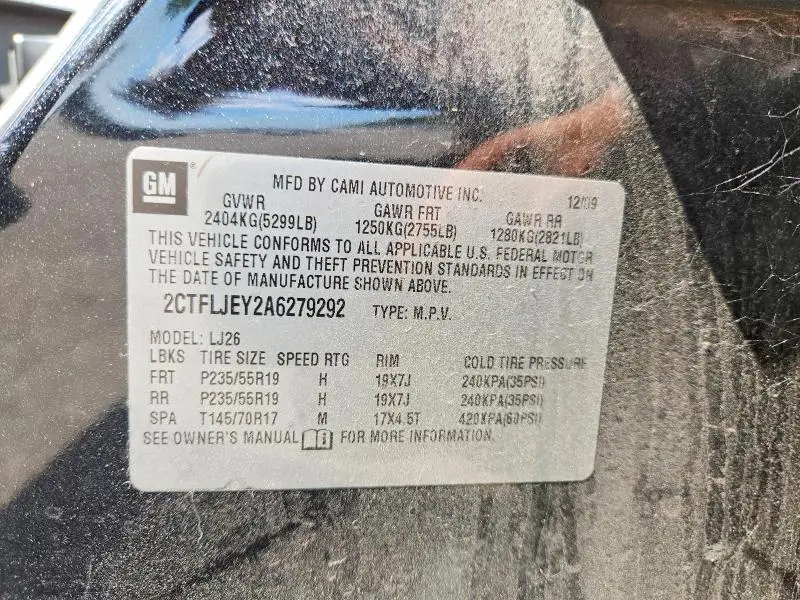 GM ®
MFD BY CAMI AUTOMOTIVE INC. 12/09
GVWR GAWR FRT GAWR RR
2404KG(5299LB) 1250KG(2755LB) 1280KG(2821LB)
THIS VEHICLE CONFORMS TO ALL APPLICABLE U.S. FEDERAL MOTOR
VEHICLE SAFETY AND THEFT PREVENTION STANDARDS IN EFFECT ON
THE DATE OF MANUFACTURE SHOWN ABOVE.
2CTFLJEY2A6279292 TYPE: M.P.V.
MODEL: LJ26
LBKS TIRE SIZE SPEED RTG RIM COLD TIRE PRESSURE
FRT P235/55R19 H 19X7J 240KPA(35PSI)
RR P235/55R19 H 19X7J 240KPA(35PSI)
SPA T145/70R17 M 17X4.5T 420KPA(60PSI)
SEE OWNER'S MANUAL FOR MORE INFORMATION.